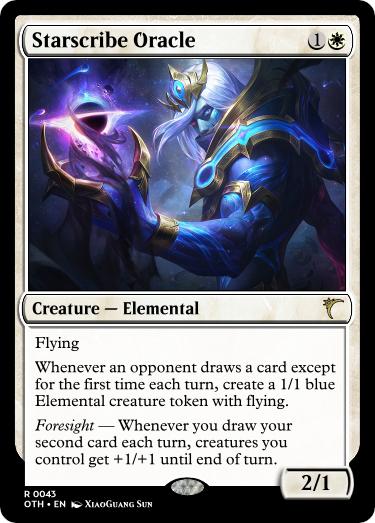 Starscribe Oracle 1
Creature — Elemental
Flying
Whenever an opponent draws a card except
for the first time each turn, create a 1/1 blue
Elemental creature token with flying.
Foresight — Whenever you draw your
second card each turn, creatures you
control get +1/+1 until end of turn.
2/1
R 0043
OTH • EN XiaoGuang Sun